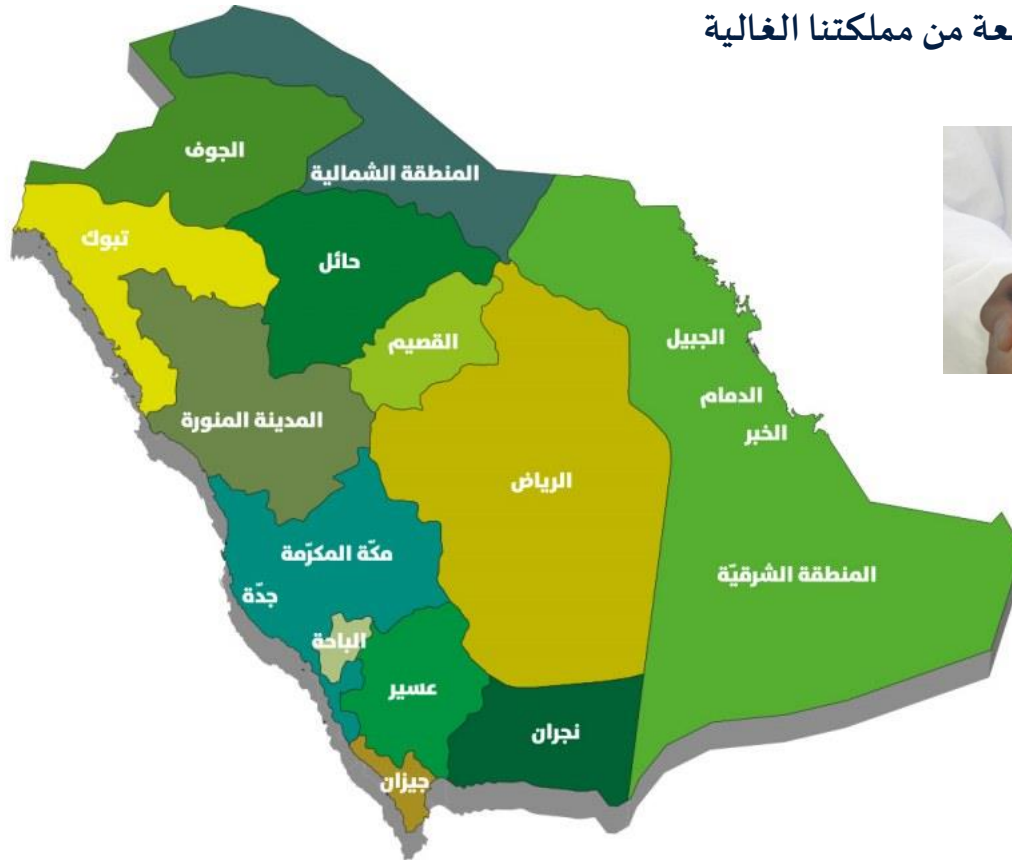 من مملكتنا الغالية
الجوف
المنطقة الشمالية
تبوك
حائل
القصيم
الجبيل
الدمام
الخبر
المدينة المنورة
الرياض
مكّة المكرّمة
جدّة
المنطقة الشرقيّة
الباحة
عسير
نجران
جيزان